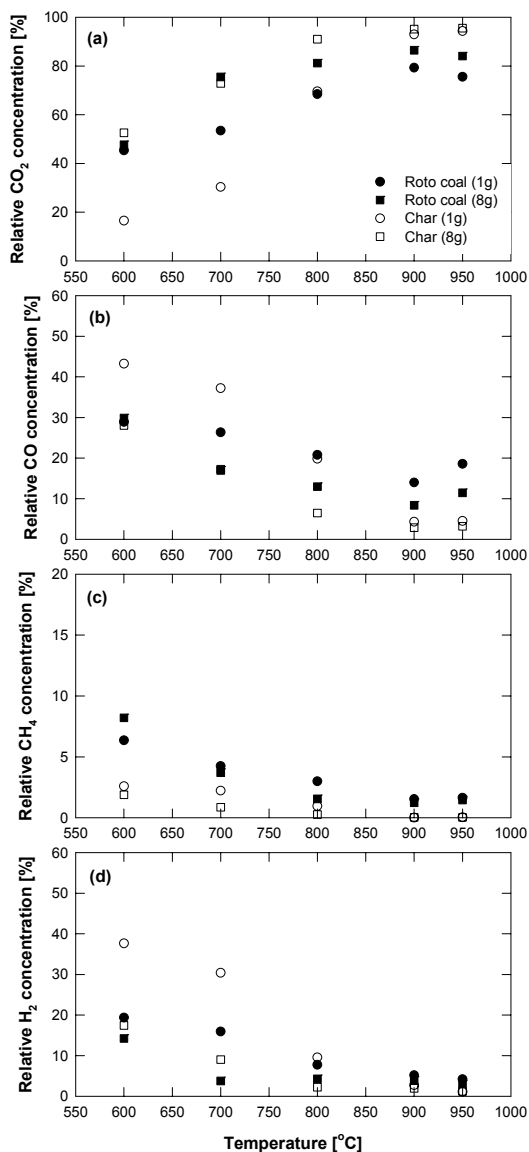 100
(a)
80
60
40
20
0
Relative CO₂ concentration [%]
Roto coal (1g)
Roto coal (8g)
Char (1g)
Char (8g)
550 600 650 700 750 800 850 900 950 1000
60
(b)
50
40
30
20
10
0
Relative CO concentration [%]
550 600 650 700 750 800 850 900 950 1000
20
(c)
15
10
5
0
Relative CH₄ concentration [%]
550 600 650 700 750 800 850 900 950 1000
60
(d)
50
40
30
20
10
0
Relative H₂ concentration [%]
550 600 650 700 750 800 850 900 950 1000
Temperature [°C]